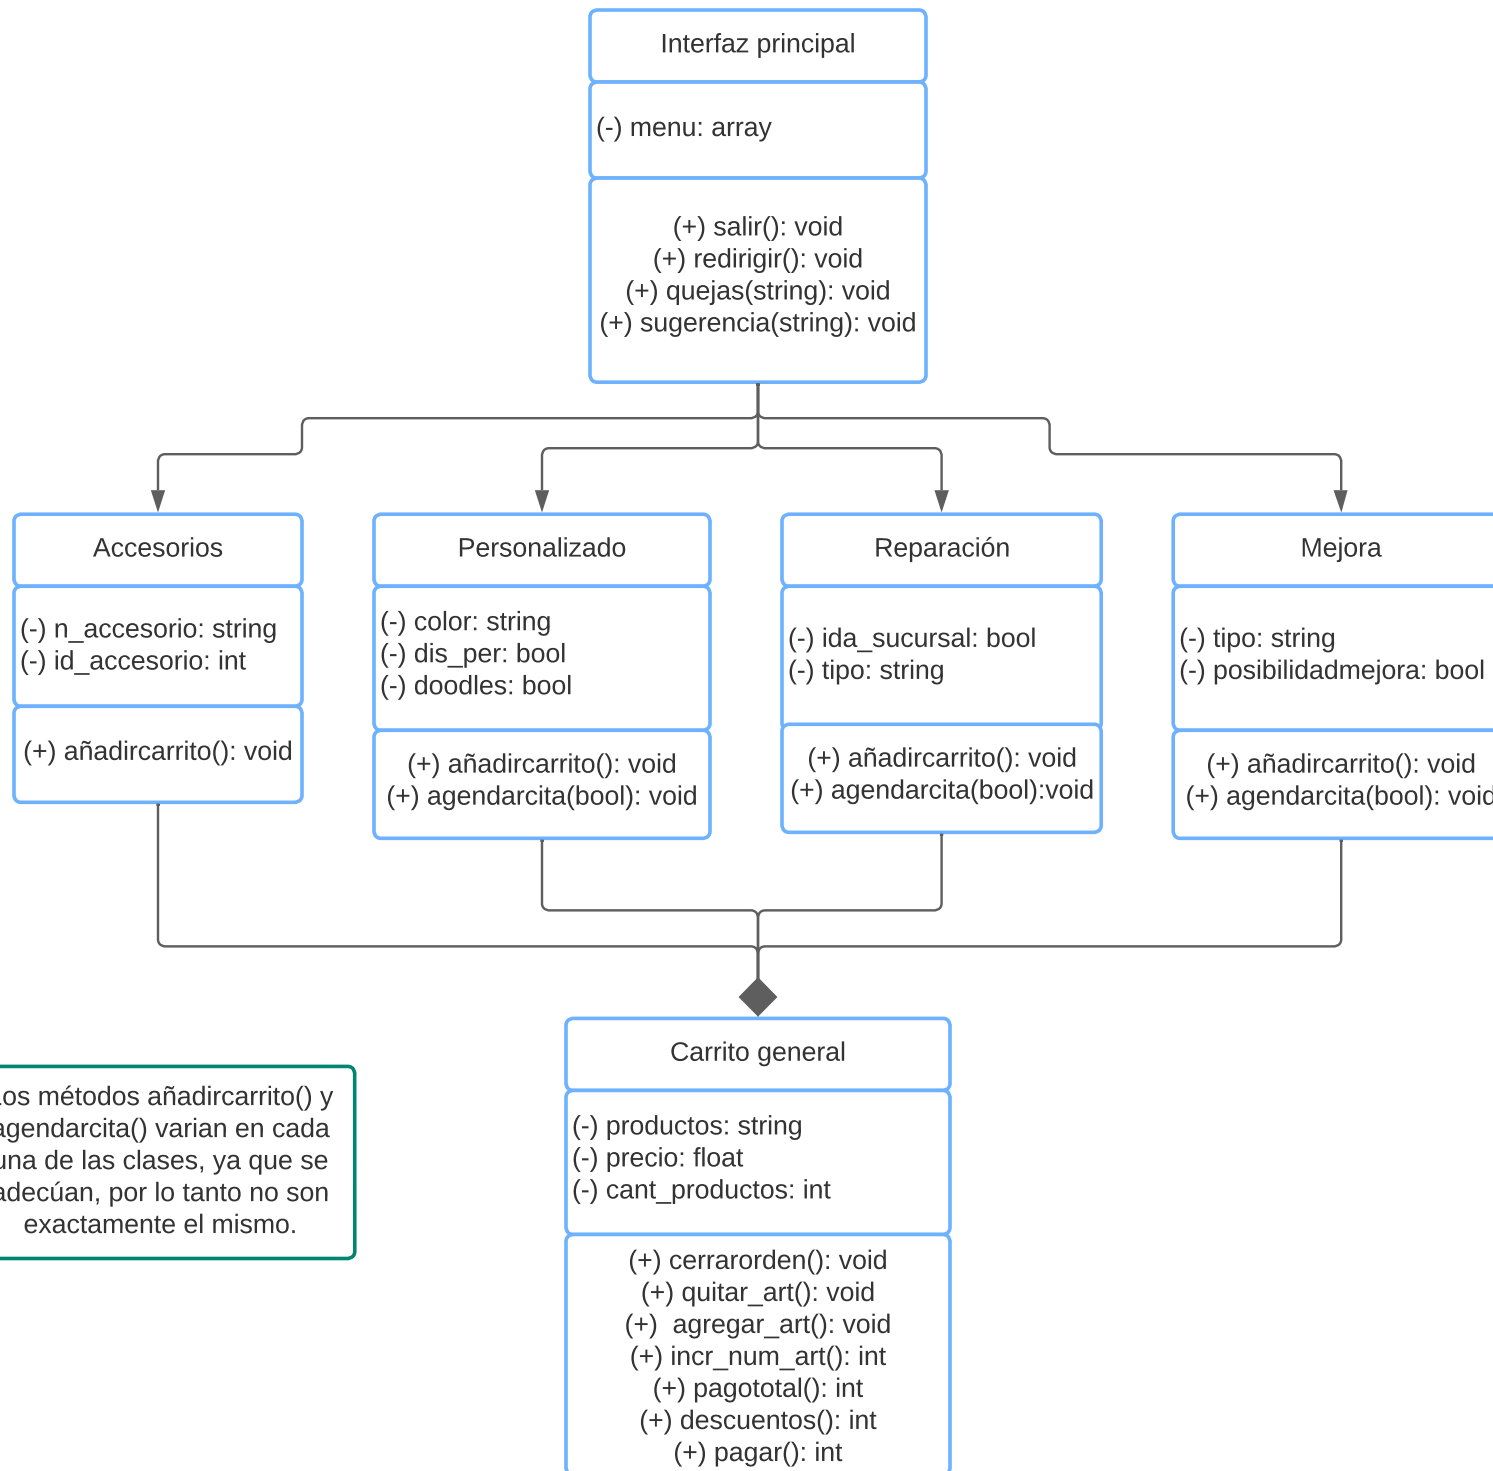 Interfaz principal
(-) menu: array
(+) salir(): void
(+) redirigir(): void
(+) quejas(string): void
(+) sugerencia(string): void
Accesorios
(-) n_accesorio: string
(-) id_accesorio: int
(+) añadircarrito(): void
Personalizado
(-) color: string
(-) dis_per: bool
(-) doodles: bool
(+) añadircarrito(): void
(+) agendarcita(bool): void
Reparación
(-) ida_sucursal: bool
(-) tipo: string
(+) añadircarrito(): void
(+) agendarcita(bool):void
Mejora
(-) tipo: string
(-) posibilidadmejora: bool
(+) añadircarrito(): void
(+) agendarcita(bool): void
Los métodos añadircarrito() y
agendarcita() varian en cada
una de las clases, ya que se
adecúan, por lo tanto no son
exactamente el mismo.
Carrito general
(-) productos: string
(-) precio: float
(-) cant_productos: int
(+) cerrarorden(): void
(+) quitar_art(): void
(+)  agregar_art(): void
(+) incr_num_art(): int
(+) pagototal(): int
(+) descuentos(): int
(+) pagar(): int